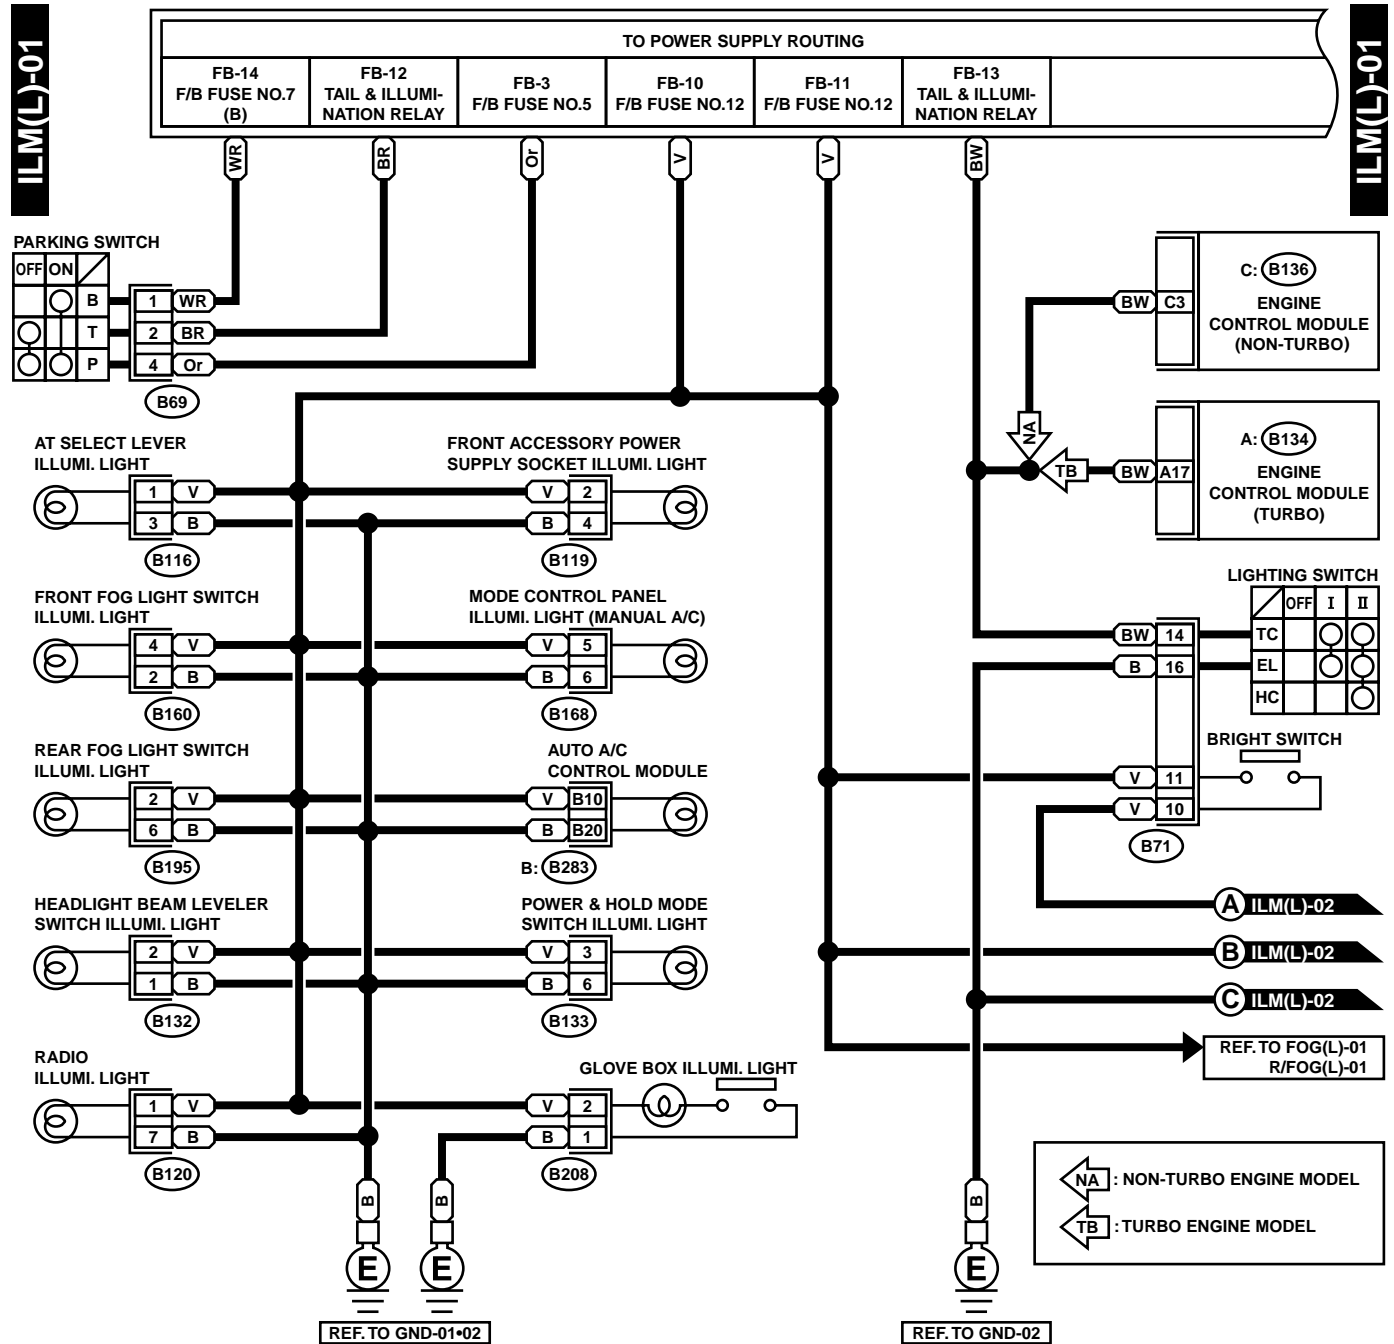 ILM(L)-01
ILM(L)-01
TO POWER SUPPLY ROUTING
FB-14
F/B FUSE NO.7
(B)
FB-12
TAIL & ILLUMI-
NATION RELAY
FB-3
F/B FUSE NO.5
FB-10
F/B FUSE NO.12
FB-11
F/B FUSE NO.12
FB-13
TAIL & ILLUMI-
NATION RELAY
WR
BR
Or
V
V
BW
PARKING SWITCH
OFF ON
B 1 WR
T 2 BR
P 4 Or
B69
C: B136
BW C3
ENGINE
CONTROL MODULE
(NON-TURBO)
NA
TB
A: B134
BW A17
ENGINE
CONTROL MODULE
(TURBO)
AT SELECT LEVER
ILLUMI. LIGHT
1 V
3 B
B116
FRONT ACCESSORY POWER
SUPPLY SOCKET ILLUMI. LIGHT
V 2
B 4
B119
FRONT FOG LIGHT SWITCH
ILLUMI. LIGHT
4 V
2 B
B160
MODE CONTROL PANEL
ILLUMI. LIGHT (MANUAL A/C)
V 5
B 6
B168
LIGHTING SWITCH
OFF I II
BW 14 TC
B 16 EL
HC
BRIGHT SWITCH
V 11
V 10
B71
REAR FOG LIGHT SWITCH
ILLUMI. LIGHT
2 V
6 B
B195
AUTO A/C
CONTROL MODULE
V B10
B B20
B: B283
HEADLIGHT BEAM LEVELER
SWITCH ILLUMI. LIGHT
2 V
1 B
B132
POWER & HOLD MODE
SWITCH ILLUMI. LIGHT
V 3
B 6
B133
A ILM(L)-02
B ILM(L)-02
C ILM(L)-02
REF. TO FOG(L)-01
R/FOG(L)-01
RADIO
ILLUMI. LIGHT
1 V
7 B
B120
GLOVE BOX ILLUMI. LIGHT
V 2
B 1
B208
B
B
B
E
E
E
REF. TO GND-01•02
REF. TO GND-02
NA : NON-TURBO ENGINE MODEL
TB : TURBO ENGINE MODEL